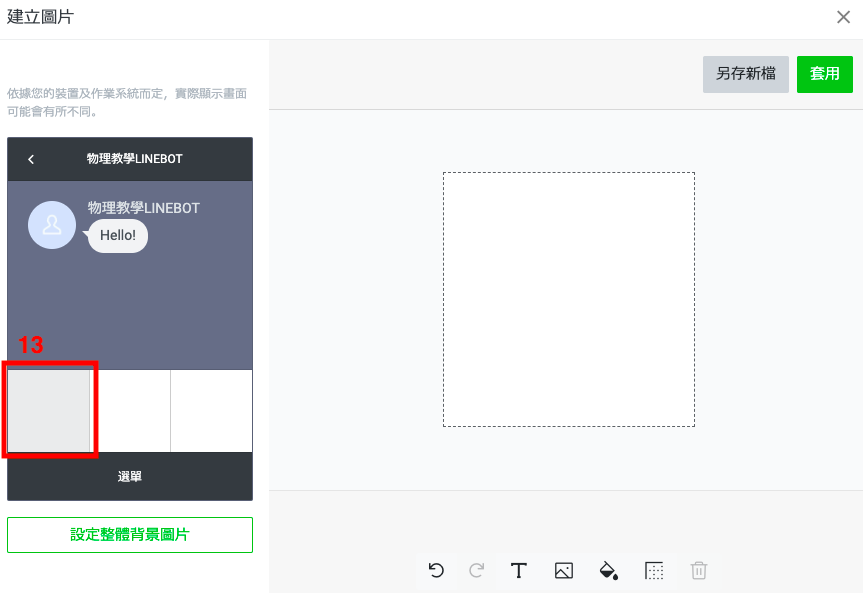 建立圖片
另存新檔
套用
依據您的裝置及作業系統而定，實際顯示畫面
可能會有所不同。
物理教學LINEBOT
物理教學LINEBOT
Hello!
13
選單
設定整體背景圖片